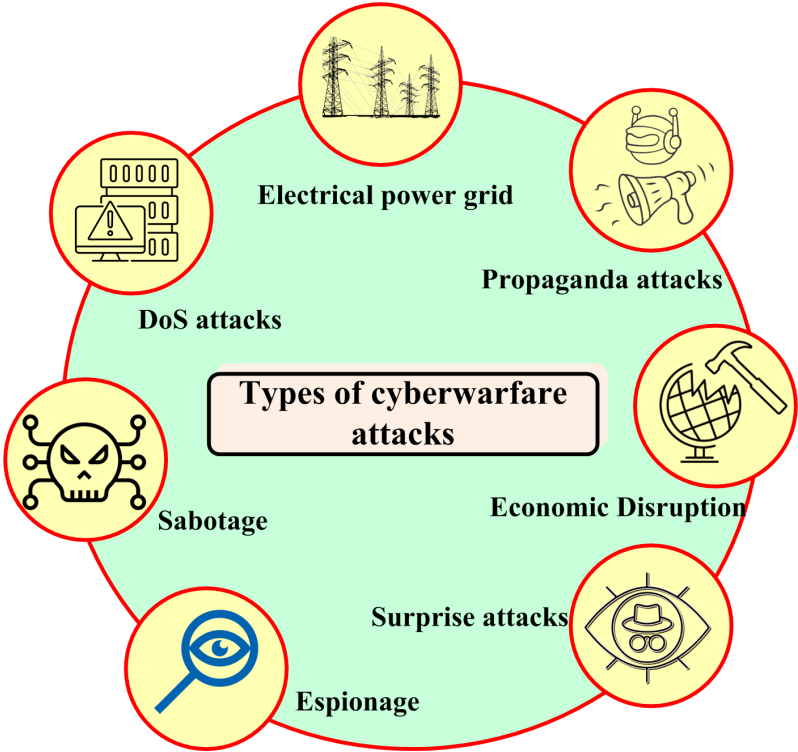 Electrical power grid
Propaganda attacks
DoS attacks
Types of cyberwarfare
attacks
Economic Disruption
Sabotage
Surprise attacks
Espionage